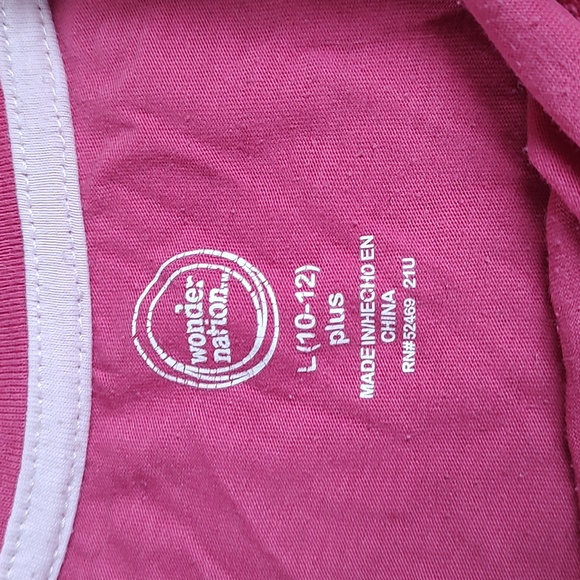 wonder
nation
L (10-12)
plus
MADE IN/HECHO EN
CHINA
RN# 52469 21U